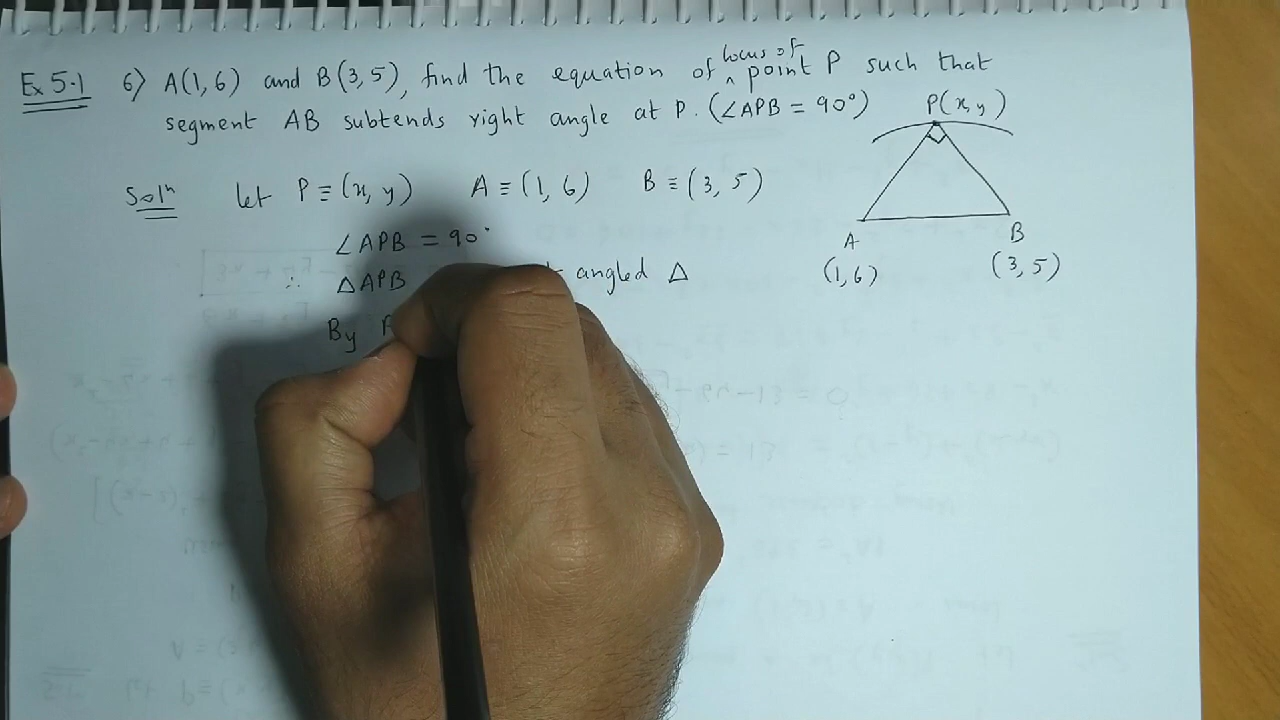 Ex 5.1 6) A(1,6) and B(3,5), find the equation of locus of point P such that
segment AB subtends right angle at P. (∠APB = 90°)
P(x,y)
Solⁿ let P ≡ (x, y) A ≡ (1, 6) B ≡ (3, 5)
∠APB = 90°
A B
∴ △APB angled △
(1,6) (3,5)
By